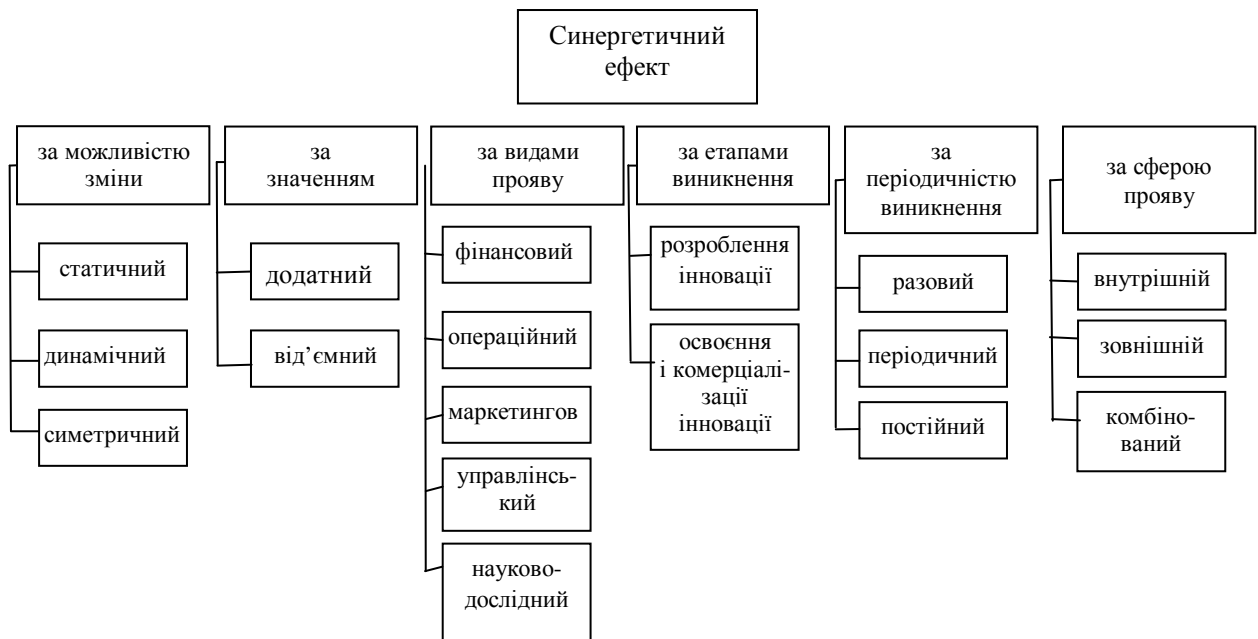 Синергетичний
ефект
за можливістю
зміни
статичний
динамічний
симетричний
за
значенням
додатний
від’ємний
за видами
прояву
фінансовий
операційний
маркетингов
управлінсь-
кий
науково-
дослідний
за етапами
виникнення
розроблення
інновації
освоєння
і комерціалі-
зації
інновації
за
періодичністю
виникнення
разовий
періодичний
постійний
за сферою
прояву
внутрішній
зовнішній
комбіно-
ваний